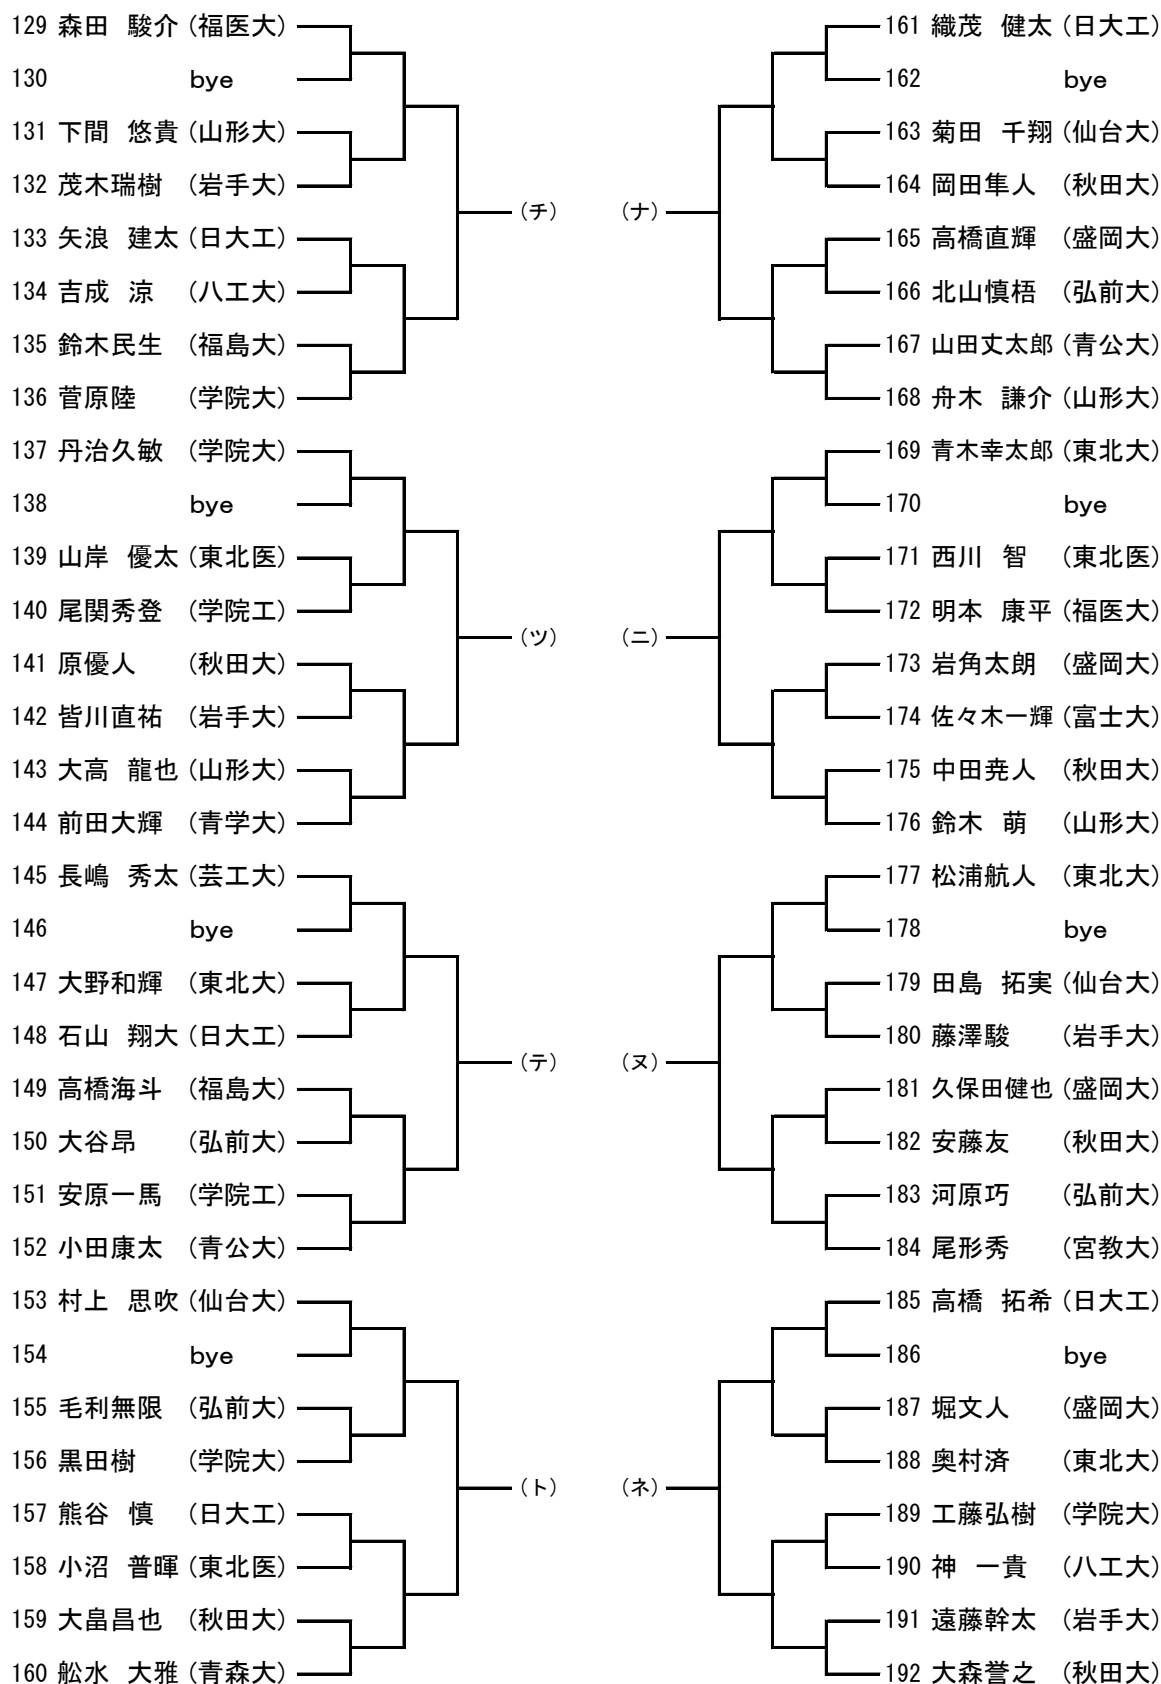 129 森田　駿介 (福医大)
130 bye
131 下間　悠貴 (山形大)
132 茂木瑞樹 (岩手大)
(チ)
133 矢浪　建太 (日大工)
134 吉成　涼 (八工大)
135 鈴木民生 (福島大)
136 菅原陸 (学院大)
137 丹治久敏 (学院大)
138 bye
139 山岸　優太 (東北医)
140 尾関秀登 (学院工)
(ツ)
141 原優人 (秋田大)
142 皆川直祐 (岩手大)
143 大高　龍也 (山形大)
144 前田大輝 (青学大)
145 長嶋　秀太 (芸工大)
146 bye
147 大野和輝 (東北大)
148 石山　翔大 (日大工)
(テ)
149 高橋海斗 (福島大)
150 大谷昂 (弘前大)
151 安原一馬 (学院工)
152 小田康太 (青公大)
153 村上　思吹 (仙台大)
154 bye
155 毛利無限 (弘前大)
156 黒田樹 (学院大)
(ト)
157 熊谷　慎 (日大工)
158 小沼　普暉 (東北医)
159 大畠昌也 (秋田大)
160 舩水　大雅 (青森大)
161 織茂　健太 (日大工)
162 bye
163 菊田　千翔 (仙台大)
164 岡田隼人 (秋田大)
(ナ)
165 高橋直輝 (盛岡大)
166 北山慎梧 (弘前大)
167 山田丈太郎 (青公大)
168 舟木　謙介 (山形大)
169 青木幸太郎 (東北大)
170 bye
171 西川　智 (東北医)
172 明本　康平 (福医大)
(ニ)
173 岩角太朗 (盛岡大)
174 佐々木一輝 (富士大)
175 中田尭人 (秋田大)
176 鈴木　萌 (山形大)
177 松浦航人 (東北大)
178 bye
179 田島　拓実 (仙台大)
180 藤澤駿 (岩手大)
(ヌ)
181 久保田健也 (盛岡大)
182 安藤友 (秋田大)
183 河原巧 (弘前大)
184 尾形秀 (宮教大)
185 高橋　拓希 (日大工)
186 bye
187 堀文人 (盛岡大)
188 奥村済 (東北大)
(ネ)
189 工藤弘樹 (学院大)
190 神　一貴 (八工大)
191 遠藤幹太 (岩手大)
192 大森誉之 (秋田大)